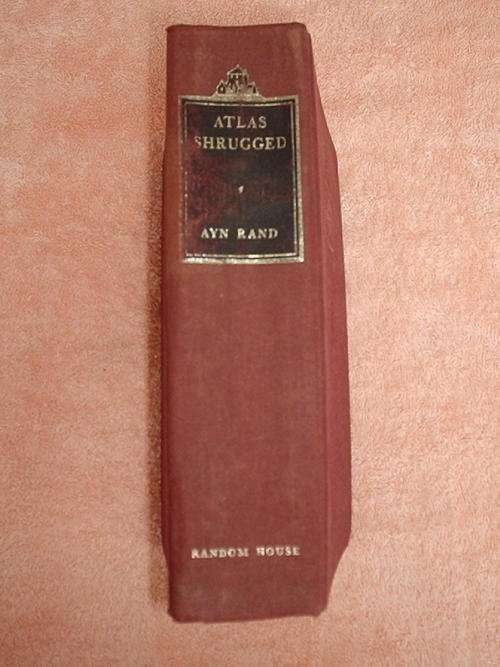 ATLAS
SHRUGGED
AYN RAND
RANDOM HOUSE